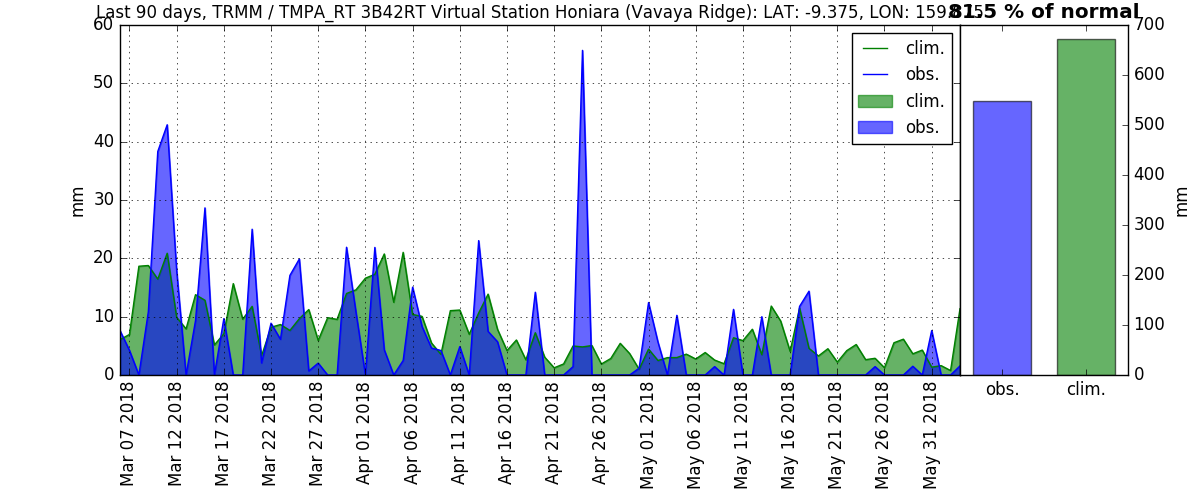 Last 90 days, TRMM / TMPA_RT 3B42RT Virtual Station Honiara (Vavaya Ridge): LAT: -9.375, LON:
81.5 % of normal
60
50
40
30
20
10
0
mm
clim.
obs.
clim.
obs.
700
600
500
400
300
200
100
0
mm
obs.
clim.
Mar 07 2018
Mar 12 2018
Mar 17 2018
Mar 22 2018
Mar 27 2018
Apr 01 2018
Apr 06 2018
Apr 11 2018
Apr 16 2018
Apr 21 2018
Apr 26 2018
May 01 2018
May 06 2018
May 11 2018
May 16 2018
May 21 2018
May 26 2018
May 31 2018